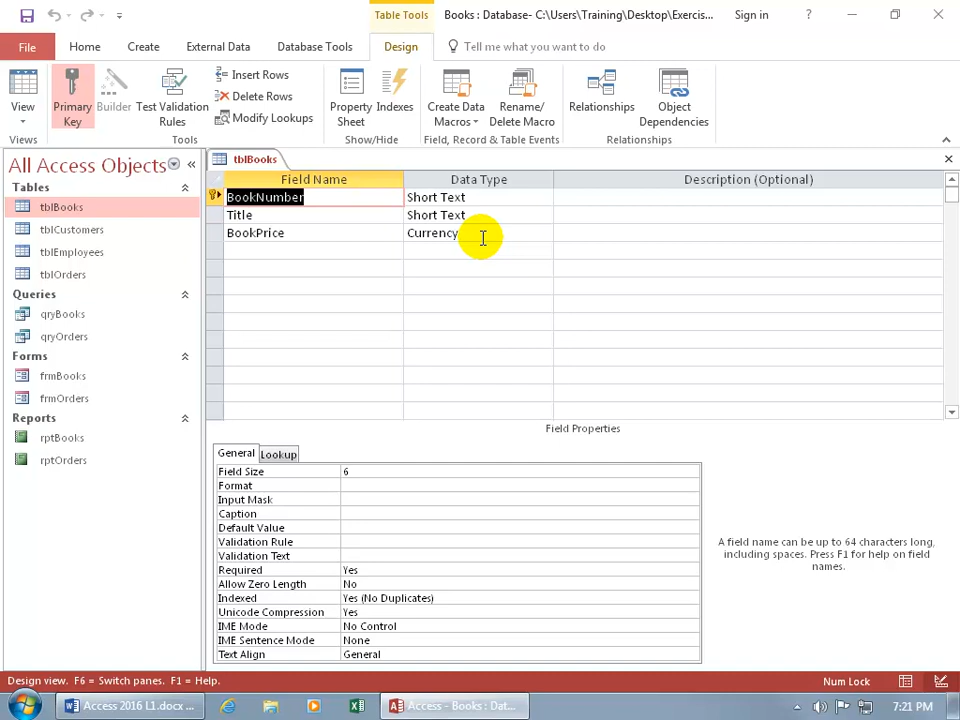 Table Tools
Books : Database- C:\Users\Training\Desktop\Exercis...
Sign in
?
File
Home
Create
External Data
Database Tools
Design
Tell me what you want to do
View
Primary Key
Builder
Test Validation Rules
Insert Rows
Delete Rows
Modify Lookups
Property Sheet
Indexes
Create Data Macros
Rename/ Delete Macro
Relationships
Object Dependencies
Views
Tools
Show/Hide
Field, Record & Table Events
Relationships
All Access Objects
Tables
tblBooks
tblCustomers
tblEmployees
tblOrders
Queries
qryBooks
qryOrders
Forms
frmBooks
frmOrders
Reports
rptBooks
rptOrders
tblBooks
Field Name Data Type Description (Optional)
BookNumber Short Text
Title Short Text
BookPrice Currency
Field Properties
General Lookup
Field Size 6
Format
Input Mask
Caption
Default Value
Validation Rule
Validation Text
Required Yes
Allow Zero Length No
Indexed Yes (No Duplicates)
Unicode Compression Yes
IME Mode No Control
IME Sentence Mode None
Text Align General
A field name can be up to 64 characters long,
including spaces. Press F1 for help on field
names.
Design view. F6 = Switch panes. F1 = Help.
Num Lock
Access 2016 L1.docx ...
Access - Books : Dat...
7:21 PM